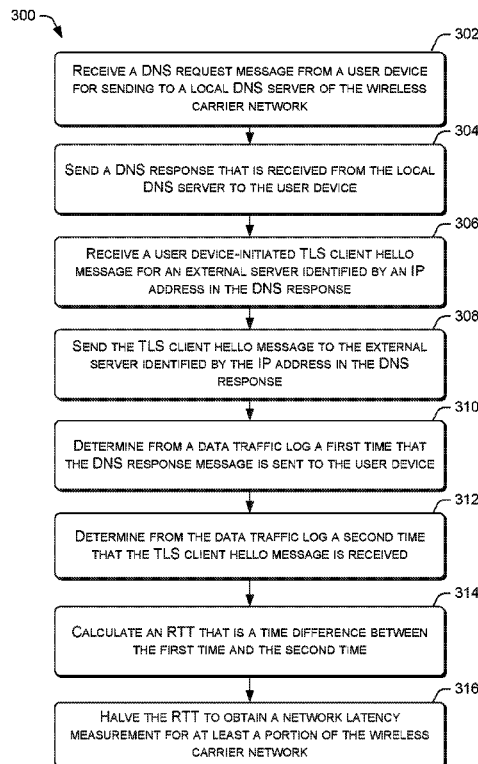 300
302
RECEIVE A DNS REQUEST MESSAGE FROM A USER DEVICE
FOR SENDING TO A LOCAL DNS SERVER OF THE WIRELESS
CARRIER NETWORK
304
SEND A DNS RESPONSE THAT IS RECEIVED FROM THE LOCAL
DNS SERVER TO THE USER DEVICE
306
RECEIVE A USER DEVICE-INITIATED TLS CLIENT HELLO
MESSAGE FOR AN EXTERNAL SERVER IDENTIFIED BY AN IP
ADDRESS IN THE DNS RESPONSE
308
SEND THE TLS CLIENT HELLO MESSAGE TO THE EXTERNAL
SERVER IDENTIFIED BY THE IP ADDRESS IN THE DNS
RESPONSE
310
DETERMINE FROM A DATA TRAFFIC LOG A FIRST TIME THAT
THE DNS RESPONSE MESSAGE IS SENT TO THE USER DEVICE
312
DETERMINE FROM THE DATA TRAFFIC LOG A SECOND TIME
THAT THE TLS CLIENT HELLO MESSAGE IS RECEIVED
314
CALCULATE AN RTT THAT IS A TIME DIFFERENCE BETWEEN
THE FIRST TIME AND THE SECOND TIME
316
HALVE THE RTT TO OBTAIN A NETWORK LATENCY
MEASUREMENT FOR AT LEAST A PORTION OF THE WIRELESS
CARRIER NETWORK